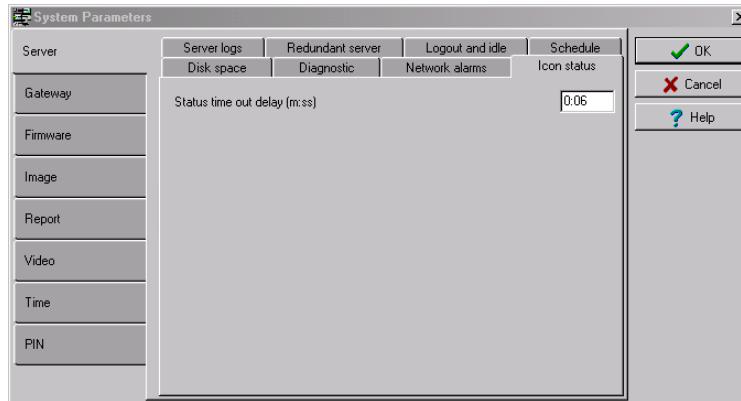 System Parameters
Server
Gateway
Firmware
Image
Report
Video
Time
PIN
Server logs
Redundant server
Logout and idle
Schedule
Disk space
Diagnostic
Network alarms
Icon status
Status time out delay (m:ss)
0:06
OK
Cancel
Help